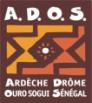 A.D.O.S.
ARDÈCHE DRÔME
OURO SOGUI SÉNÉGAL